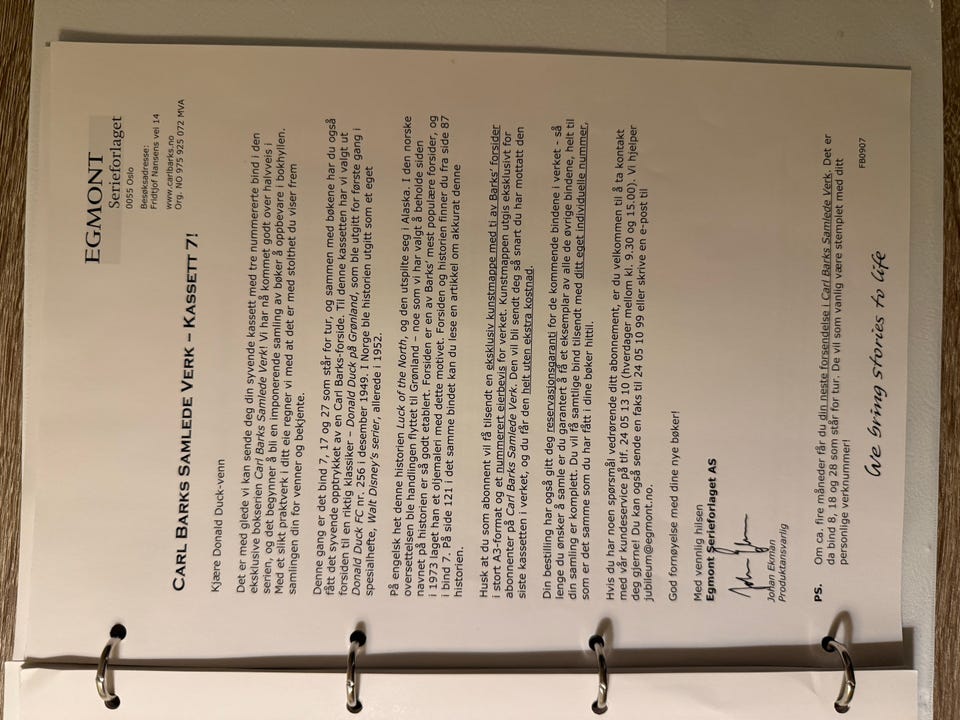 EGMONT
Serieforlaget
0055 Oslo
Besøksadresse:
Fridtjof Nansens vei 14
www.carlbarks.no
Org. NO 975 925 072 MVA
CARL BARKS SAMLEDE VERK – KASSETT 7!
Kjære Donald Duck-venn
Det er med glede vi kan sende deg din syvende kassett med tre nummererte bind i den
eksklusive bokserien Carl Barks Samlede Verk! Vi har nå kommet godt over halvveis i
serien, og det begynner å bli en imponerende samling av bøker å oppbevare i bokhyllen.
Med et slikt praktverk i ditt eie regner vi med at det er med stolthet du viser frem
samlingen din for venner og bekjente.
Denne gang er det bind 7, 17 og 27 som står for tur, og sammen med bøkene har du også
fått det syvende opptrykket av en Carl Barks-forside. Til denne kassetten har vi valgt ut
forsiden til en riktig klassiker - Donald Duck på Grønland, som ble utgitt for første gang i
Donald Duck FC nr. 256 i desember 1949. I Norge ble historien utgitt som et eget
spesialhefte, Walt Disney's serier, allerede i 1952.
På engelsk het denne historien Luck of the North, og den utspilte seg i Alaska. I den norske
oversettelsen ble handlingen flyttet til Grønland – noe som vi har valgt å beholde siden
navnet på historien er så godt etablert. Forsiden er en av Barks' mest populære forsider, og
i 1973 laget han et oljemaleri med dette motivet. Forsiden og historien finner du fra side 87
i bind 7. På side 121 i det samme bindet kan du lese en artikkel om akkurat denne
historien.
Husk at du som abonnent vil få tilsendt en eksklusiv kunstmappe med ti av Barks' forsider
i stort A3-format og et nummerert eierbevis for verket. Kunstmappen utgis eksklusivt for
abonnenter på Carl Barks Samlede Verk. Den vil bli sendt deg så snart du har mottatt den
siste kassetten i verket, og du får den helt uten ekstra kostnad.
Din bestilling har også gitt deg reservasjonsgaranti for de kommende bindene i verket - så
lenge du ønsker å samle er du garantert å få et eksemplar av alle de øvrige bindene, helt til
din samling er komplett. Du vil få samtlige bind tilsendt med ditt eget individuelle nummer,
som er det samme som du har fått i dine bøker hittil.
Hvis du har noen spørsmål vedrørende ditt abonnement, er du velkommen til å ta kontakt
med vår kundeservice på tlf. 24 05 13 10 (hverdager mellom kl. 9.30 og 15.00). Vi hjelper
deg gjerne! Du kan også sende en faks til 24 05 10 99 eller skrive en e-post til
jubileum@egmont.no.
God fornøyelse med dine nye bøker!
Med vennlig hilsen
Egmont Serieforlaget AS
Johan Ekman
Produktansvarlig
PS. Om ca. fire måneder får du din neste forsendelse i Carl Barks Samlede Verk. Det er
da bind 8, 18 og 28 som står for tur. De vil som vanlig være stemplet med ditt
personlige verknummer!
FB0907
We bring stories to life